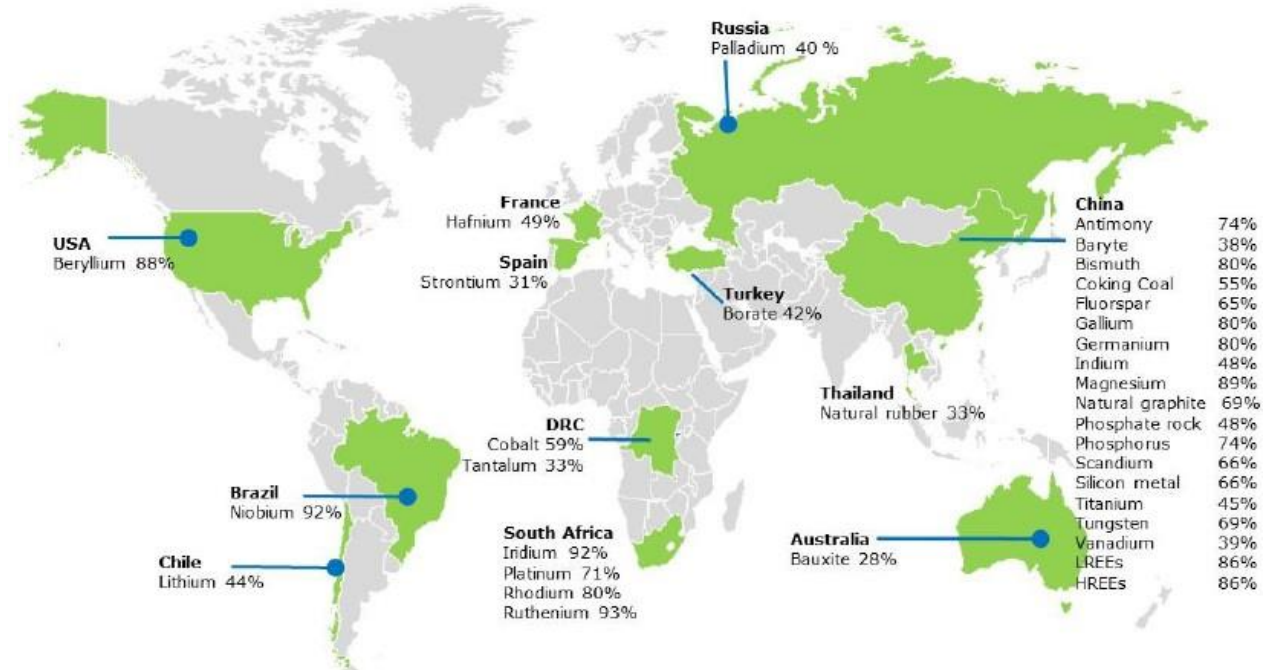 Russia
Palladium 40 %
France
Hafnium 49%
USA
Beryllium 88%
Spain
Strontium 31%
Turkey
Borate 42%
China
Antimony 74%
Baryte 38%
Bismuth 80%
Coking Coal 55%
Fluorspar 65%
Gallium 80%
Germanium 80%
Indium 48%
Magnesium 89%
Natural graphite 69%
Phosphate rock 48%
Phosphorus 74%
Scandium 66%
Silicon metal 66%
Titanium 45%
Tungsten 69%
Vanadium 39%
LREEs 86%
HREEs 86%
Thailand
Natural rubber 33%
DRC
Cobalt 59%
Tantalum 33%
Brazil
Niobium 92%
Chile
Lithium 44%
South Africa
Iridium 92%
Platinum 71%
Rhodium 80%
Ruthenium 93%
Australia
Bauxite 28%